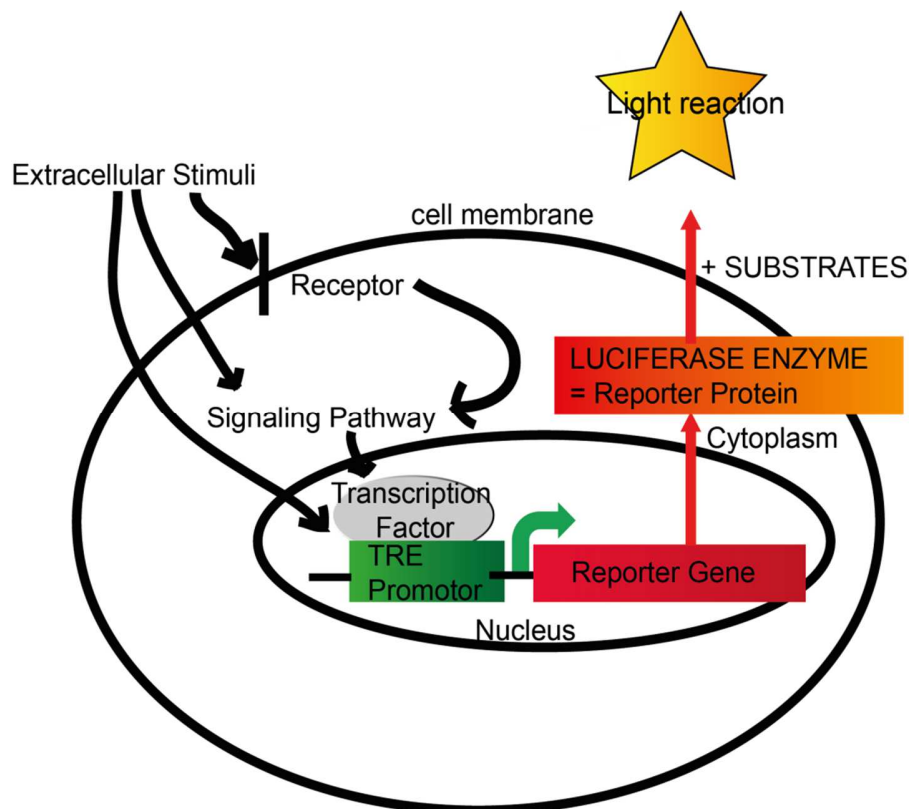 Light reaction
Extracellular Stimuli
cell membrane
+ SUBSTRATES
Receptor
LUCIFERASE ENZYME
= Reporter Protein
Signaling Pathway
Cytoplasm
Transcription
Factor
TRE
Promotor
Reporter Gene
Nucleus